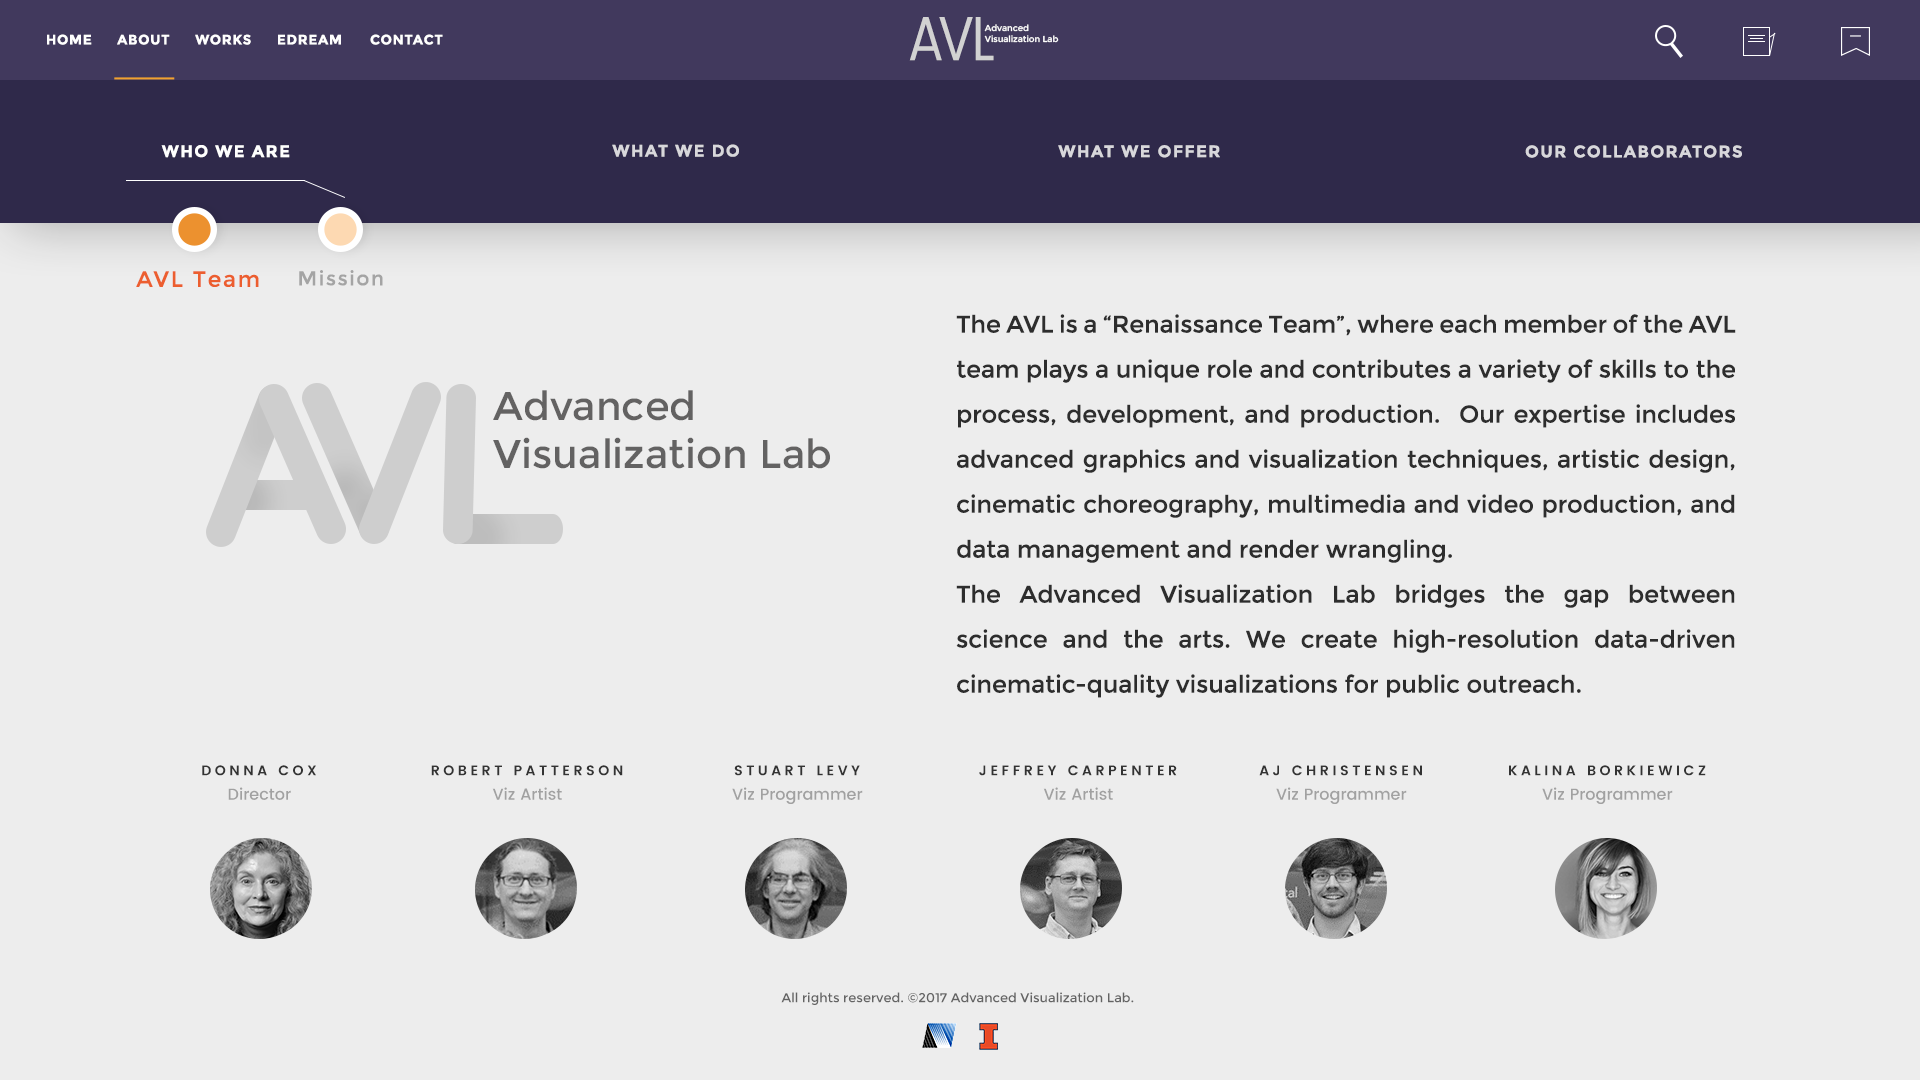 HOME ABOUT WORKS EDREAM CONTACT
AVL Advanced
Visualization Lab
WHO WE ARE WHAT WE DO WHAT WE OFFER OUR COLLABORATORS
AVL Team Mission
AVL Advanced
Visualization Lab
The AVL is a “Renaissance Team”, where each member of the AVL
team plays a unique role and contributes a variety of skills to the
process, development, and production. Our expertise includes
advanced graphics and visualization techniques, artistic design,
cinematic choreography, multimedia and video production, and
data management and render wrangling.
The Advanced Visualization Lab bridges the gap between
science and the arts. We create high-resolution data-driven
cinematic-quality visualizations for public outreach.
DONNA COX ROBERT PATTERSON STUART LEVY JEFFREY CARPENTER AJ CHRISTENSEN KALINA BORKIEWICZ
Director Viz Artist Viz Programmer Viz Artist Viz Programmer Viz Programmer
al
All rights reserved. ©2017 Advanced Visualization Lab.
I